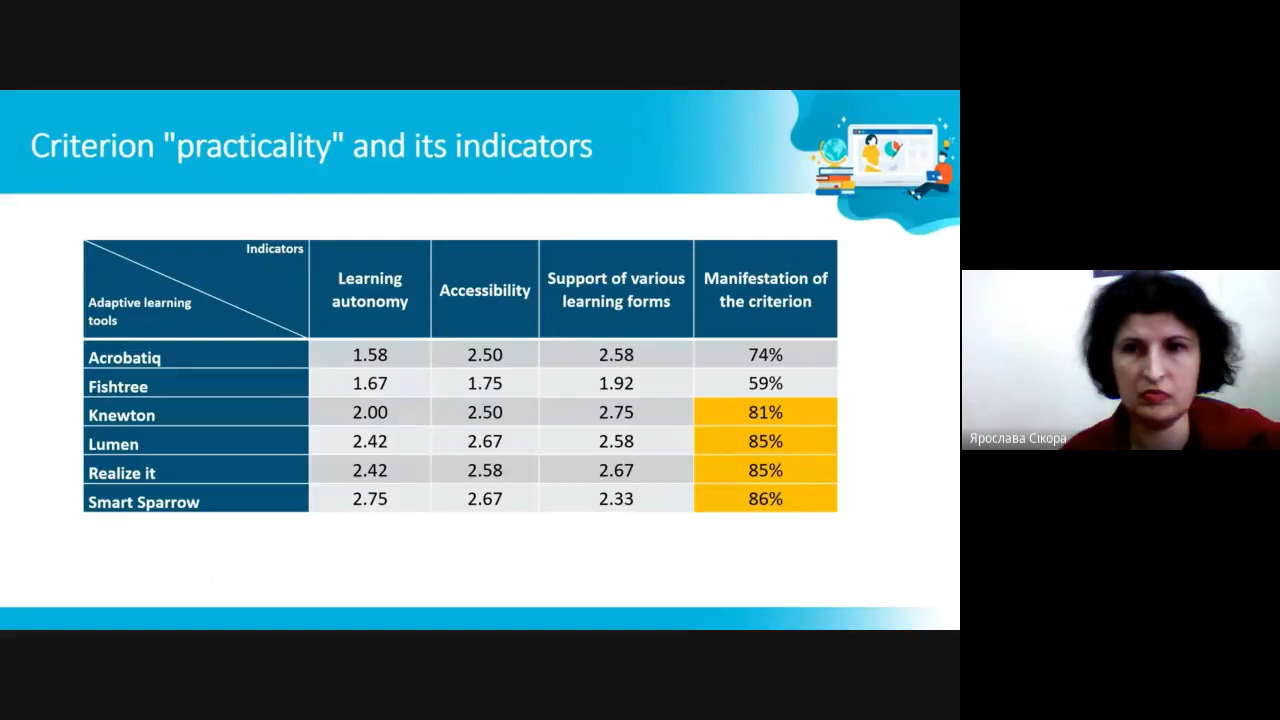 Criterion "practicality" and its indicators
Indicators
Adaptive learning
tools
Learning
autonomy
Accessibility
Support of various
learning forms
Manifestation of
the criterion
Acrobatiq 1.58 2.50 2.58 74%
Fishtree 1.67 1.75 1.92 59%
Knewton 2.00 2.50 2.75 81%
Lumen 2.42 2.67 2.58 85%
Realize it 2.42 2.58 2.67 85%
Smart Sparrow 2.75 2.67 2.33 86%
Ярослава Сікора